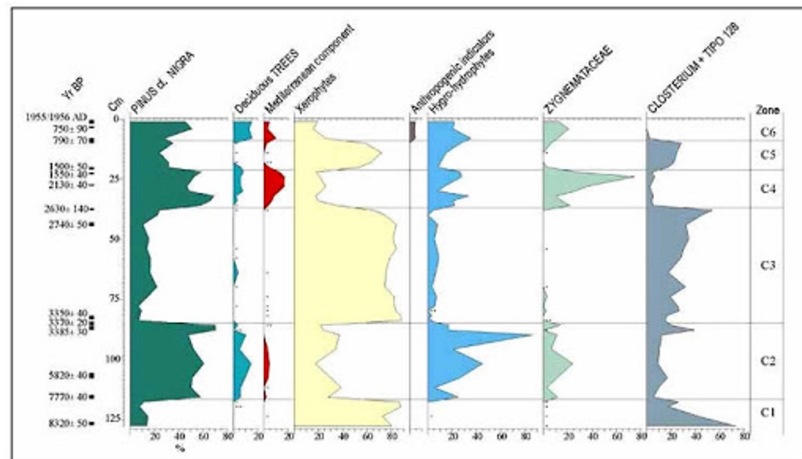 Yr BP
Cm
PINUS cf. NIGRA
Deciduous TREES
Mediterranean component
Xerophytes
Anthropogenic indicators
Hygro-hydrophytes
ZYGNEMATACEAE
CLOSTERIUM + TIPO 128
Zone
1955/1956 AD
750± 90
790± 70
1500± 50
1550± 40
2130± 40
2630± 140
2740± 50
3350± 40
3370± 20
3385± 30
5820± 40
7770± 40
8320± 50
0
25
50
75
100
125
C6
C5
C4
C3
C2
C1
20 40 60 80 20 20 20 40 60 80 20 40 60 80 20 40 60 80 20 40 60 80
%